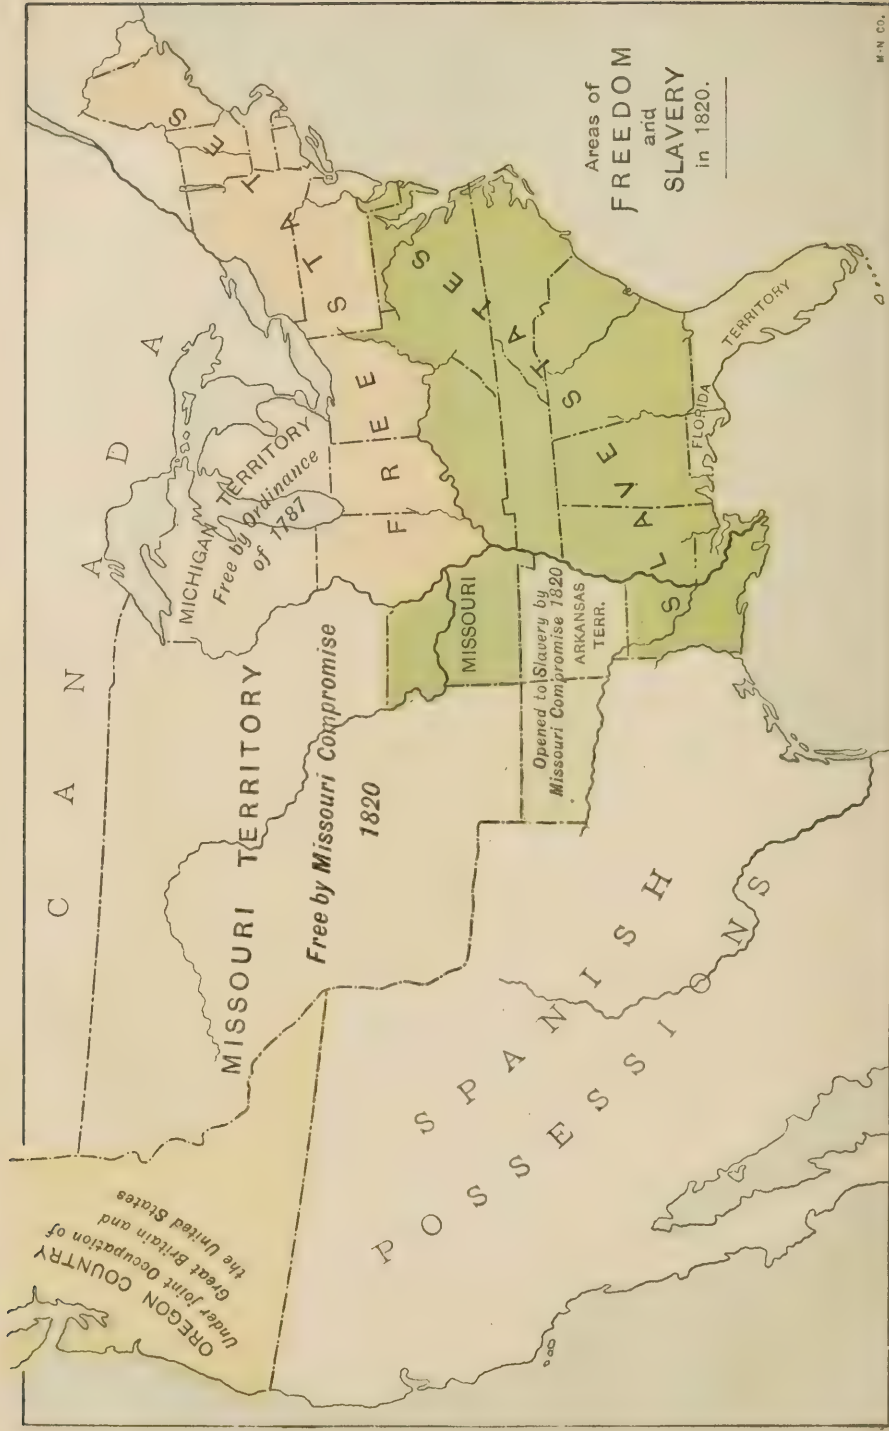 Areas of
FREEDOM
and
SLAVERY
in 1820.
CANADA
OREGON COUNTRY
Under Joint Occupation of
Great Britain and
the United States
MISSOURI TERRITORY
Free by Missouri Compromise
1820
MICHIGAN TERRITORY
Free by Ordinance
of 1787
FREE STATES
MISSOURI
Opened to Slavery by
Missouri Compromise 1820
ARKANSAS
TERR.
SLAVE STATES
FLORIDA TERRITORY
SPANISH
POSSESSIONS
M-N CO.